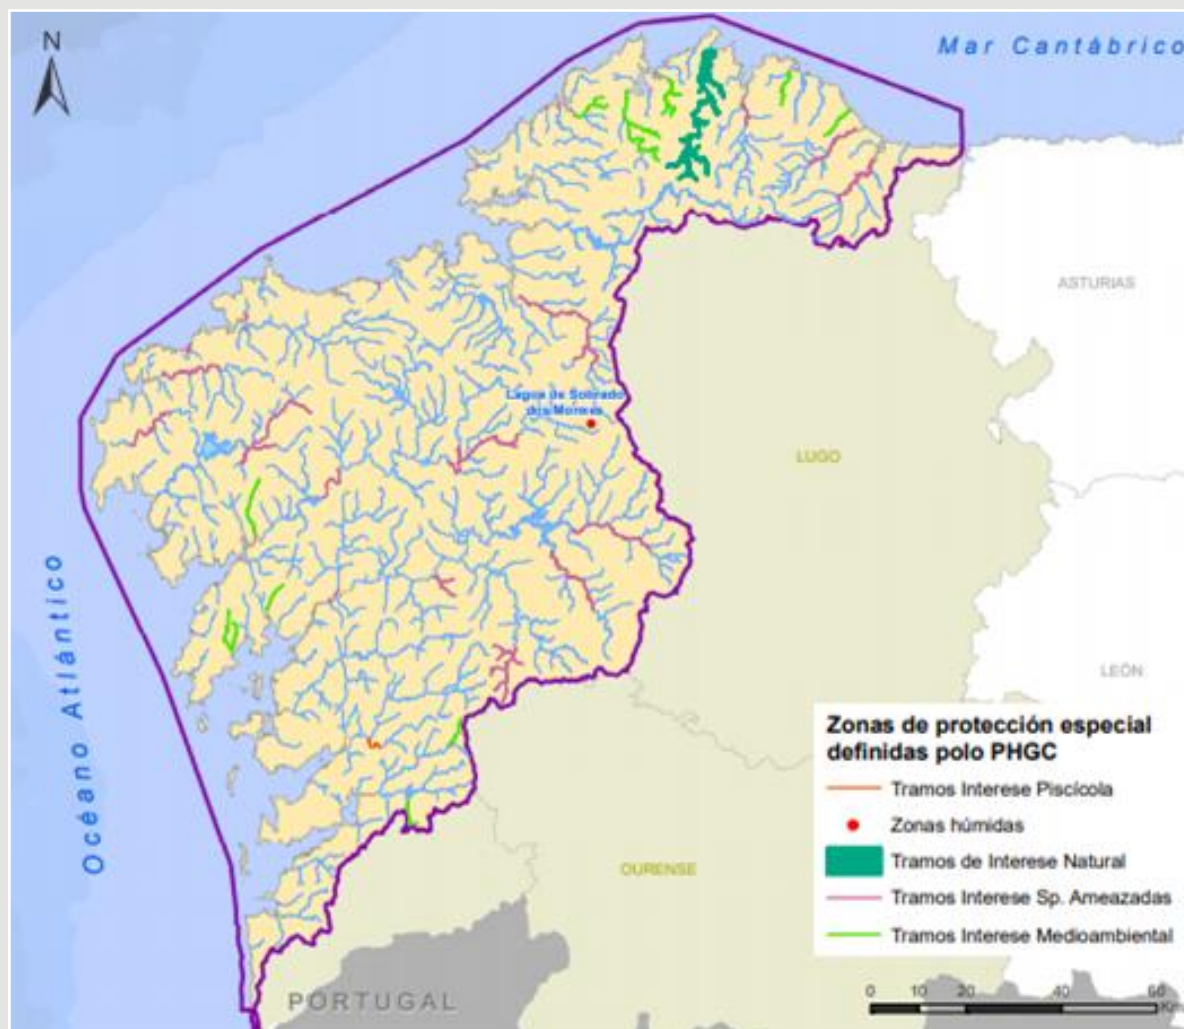 N
Mar Cantábrico
ASTURIAS
Lagoa de Sobrado
dos Monxes
LUGO
Océano Atlántico
LEÓN
Zonas de protección especial
definidas polo PHGC
Tramos Interese Piscícola
Zonas húmidas
Tramos de Interese Natural
Tramos Interese Sp. Ameazadas
Tramos Interese Medioambiental
OURENSE
PORTUGAL
0 10 20 40 60
Km